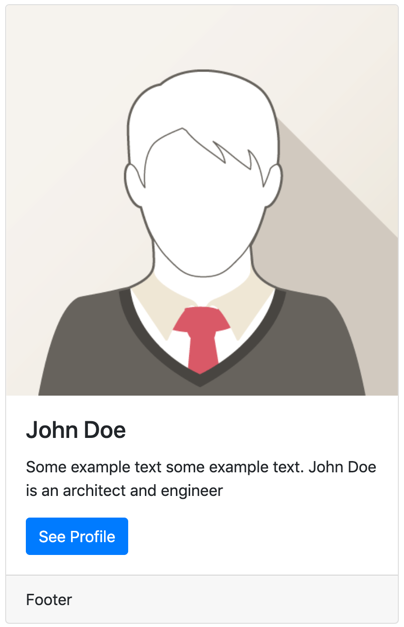 John Doe
Some example text some example text. John Doe
is an architect and engineer
See Profile
Footer